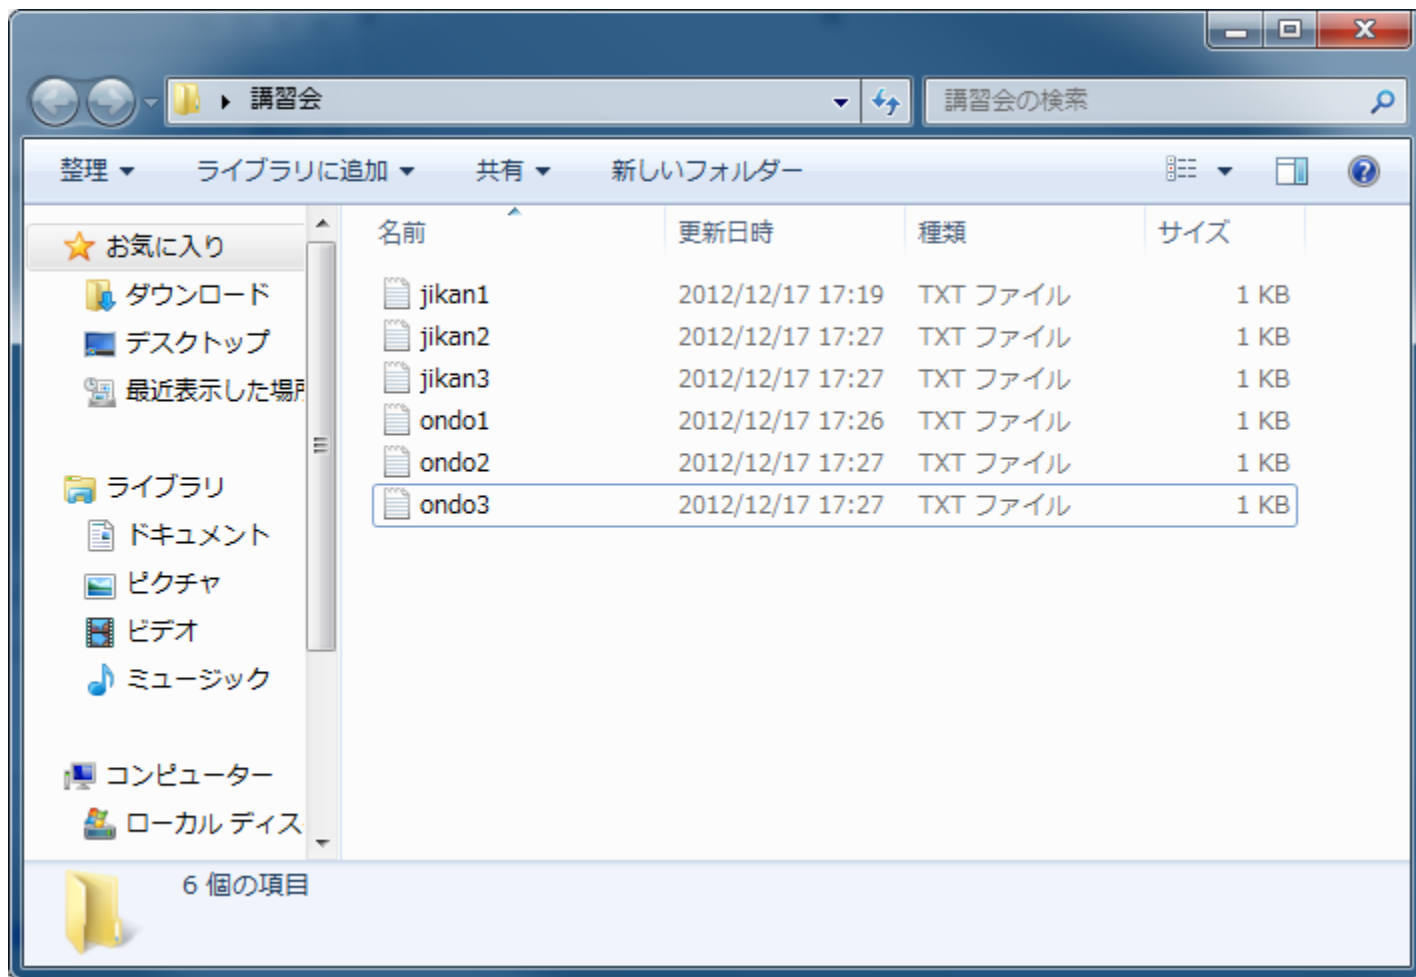 講習会
講習会の検索
整理 ライブラリに追加 共有 新しいフォルダー
お気に入り
ダウンロード
デスクトップ
最近表示した場所
ライブラリ
ドキュメント
ピクチャ
ビデオ
ミュージック
コンピューター
ローカル ディス
名前 更新日時 種類 サイズ
jikan1 2012/12/17 17:19 TXT ファイル 1 KB
jikan2 2012/12/17 17:27 TXT ファイル 1 KB
jikan3 2012/12/17 17:27 TXT ファイル 1 KB
ondo1 2012/12/17 17:26 TXT ファイル 1 KB
ondo2 2012/12/17 17:27 TXT ファイル 1 KB
ondo3 2012/12/17 17:27 TXT ファイル 1 KB
6 個の項目